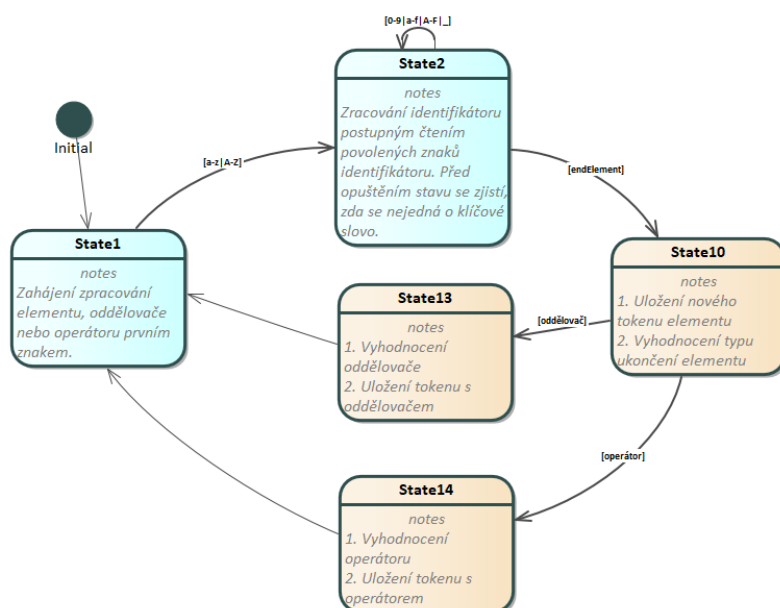 [0-9|a-f|A-F|_]
State2
notes
Zracování identifikátoru
postupným čtením
povolených znaků
identifikátoru. Před
opuštěním stavu se zjistí,
zda se nejedná o klíčové
slovo.
Initial
[a-z|A-Z]
[endElement]
State1
notes
Zahájení zpracování
elementu, oddělovače
nebo operátoru prvním
znakem.
State10
notes
1. Uložení nového
tokenu elementu
2. Vyhodnocení typu
ukončení elementu
State13
notes
1. Vyhodnocení
oddělovače
2. Uložení tokenu s
oddělovačem
[oddělovač]
[operátor]
State14
notes
1. Vyhodnocení
operátoru
2. Uložení tokenu s
operátorem